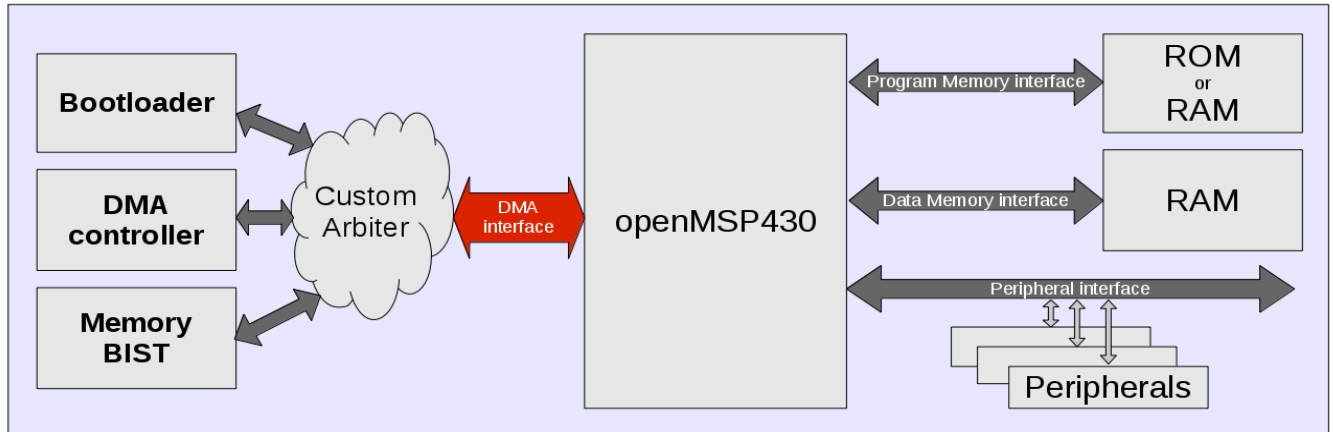 Bootloader
DMA
controller
Memory
BIST
Custom
Arbiter
DMA
interface
openMSP430
Program Memory interface
ROM
or
RAM
Data Memory interface
RAM
Peripheral interface
Peripherals